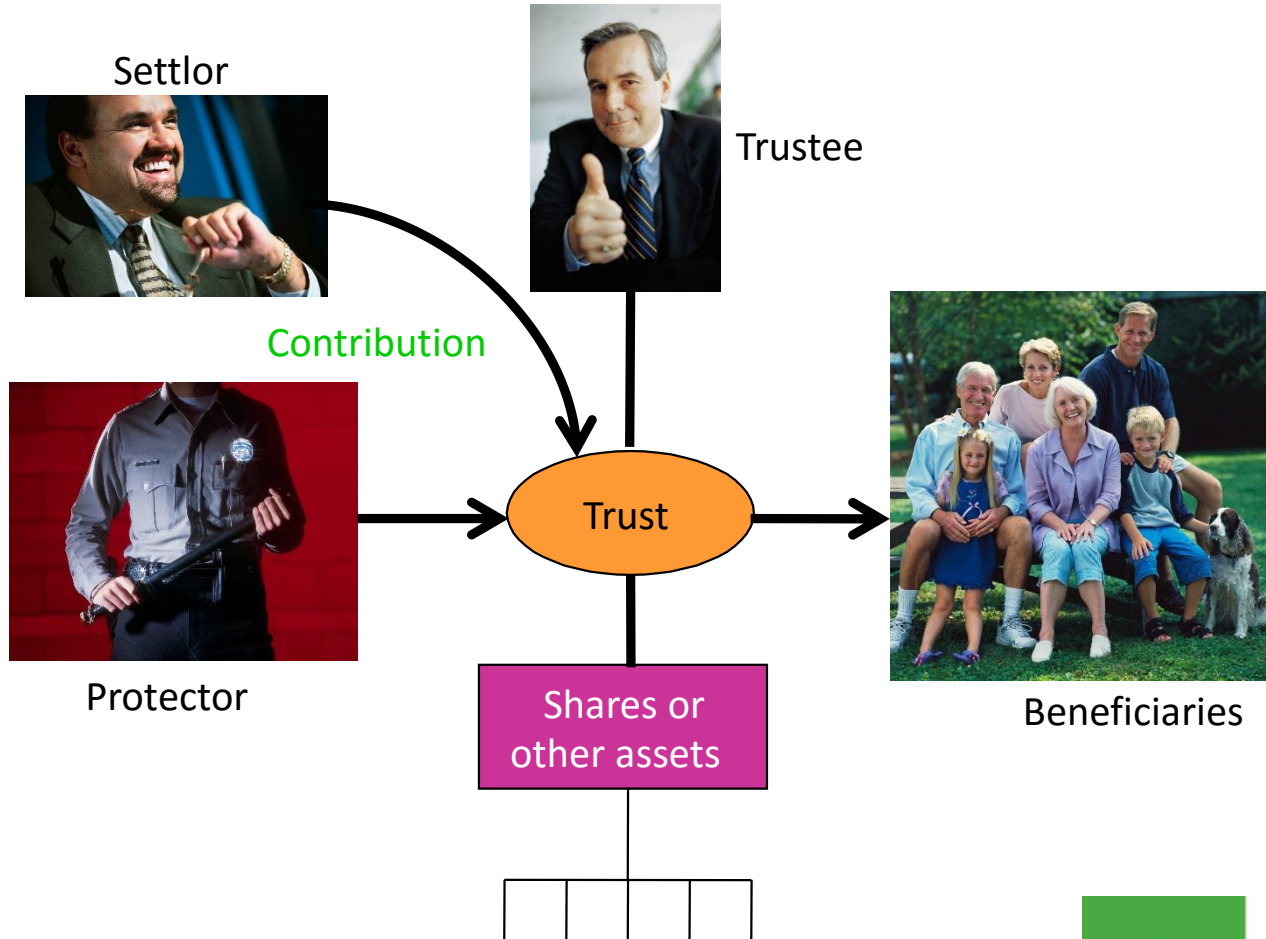 Settlor
Trustee
Contribution
Trust
Protector
Shares or
other assets
Beneficiaries